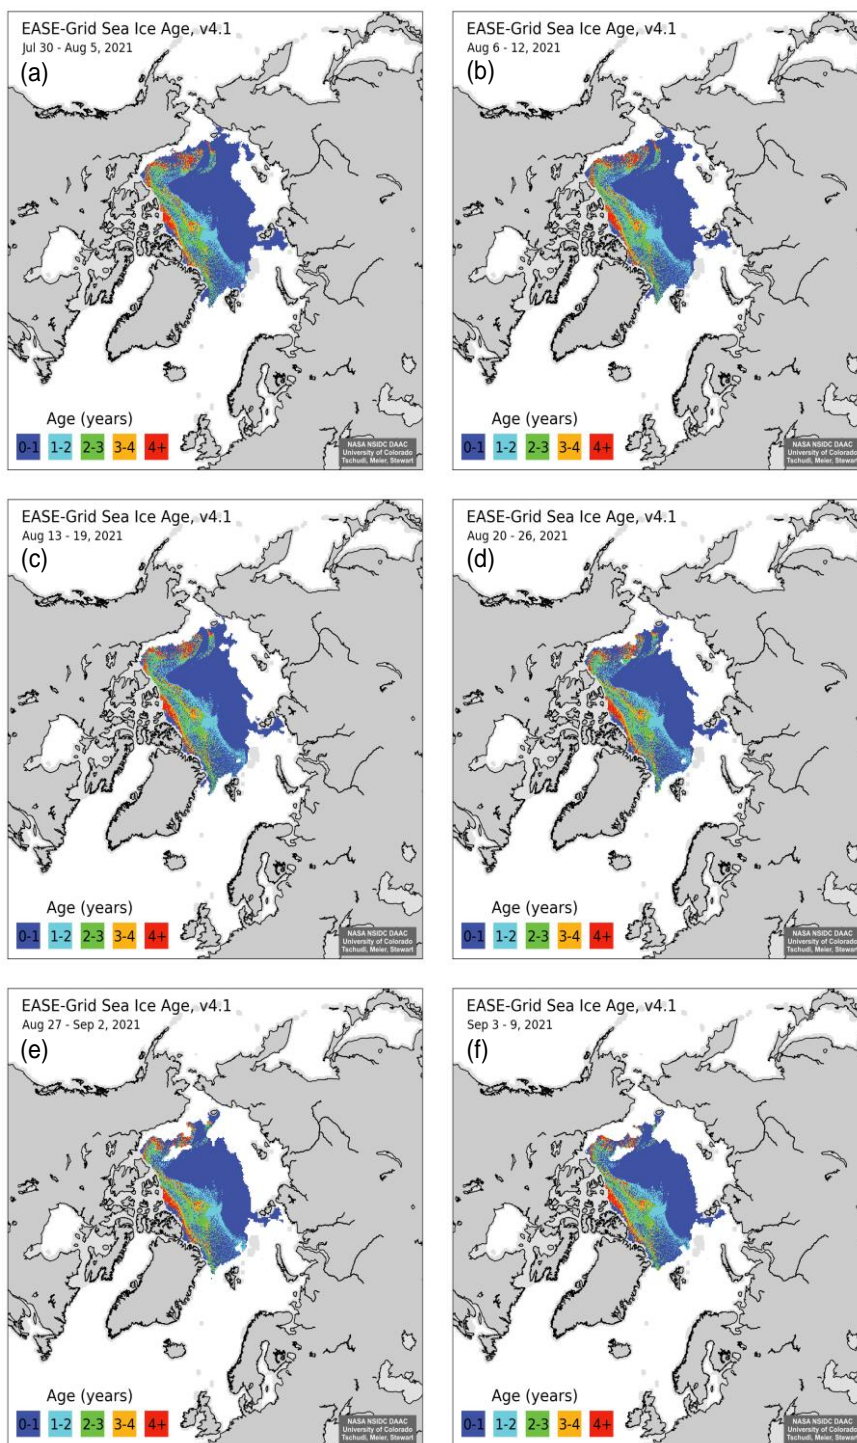 EASE-Grid Sea Ice Age, v4.1
Jul 30 - Aug 5, 2021
(a)
Age (years)
0-1 1-2 2-3 3-4 4+
NASA NSIDC DAAC
University of Colorado
Tschudi, Meier, Stewart
EASE-Grid Sea Ice Age, v4.1
Aug 6 - 12, 2021
(b)
Age (years)
0-1 1-2 2-3 3-4 4+
NASA NSIDC DAAC
University of Colorado
Tschudi, Meier, Stewart
EASE-Grid Sea Ice Age, v4.1
Aug 13 - 19, 2021
(c)
Age (years)
0-1 1-2 2-3 3-4 4+
NASA NSIDC DAAC
University of Colorado
Tschudi, Meier, Stewart
EASE-Grid Sea Ice Age, v4.1
Aug 20 - 26, 2021
(d)
Age (years)
0-1 1-2 2-3 3-4 4+
NASA NSIDC DAAC
University of Colorado
Tschudi, Meier, Stewart
EASE-Grid Sea Ice Age, v4.1
Aug 27 - Sep 2, 2021
(e)
Age (years)
0-1 1-2 2-3 3-4 4+
NASA NSIDC DAAC
University of Colorado
Tschudi, Meier, Stewart
EASE-Grid Sea Ice Age, v4.1
Sep 3 - 9, 2021
(f)
Age (years)
0-1 1-2 2-3 3-4 4+
NASA NSIDC DAAC
University of Colorado
Tschudi, Meier, Stewart